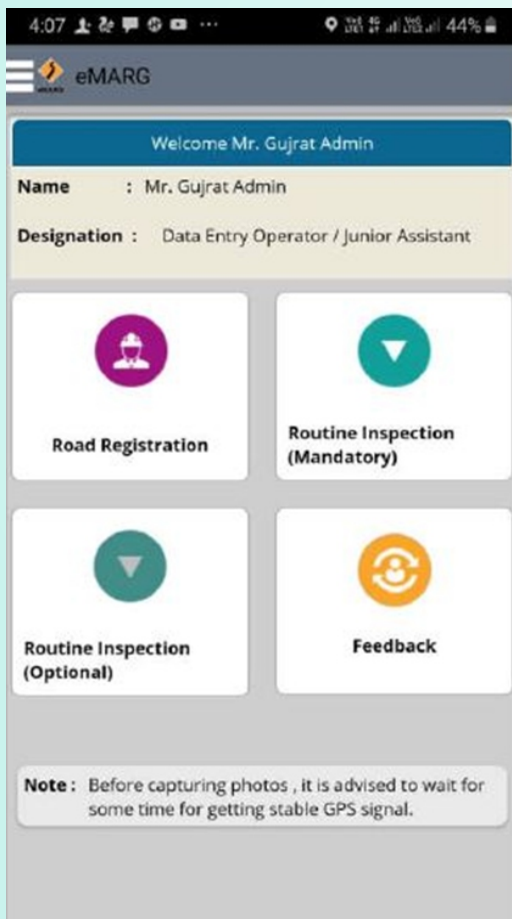 4:07 44%
eMARG
Welcome Mr. Gujrat Admin
Name : Mr. Gujrat Admin
Designation : Data Entry Operator / Junior Assistant
Road Registration
Routine Inspection
(Mandatory)
Routine Inspection
(Optional)
Feedback
Note : Before capturing photos , it is advised to wait for
some time for getting stable GPS signal.